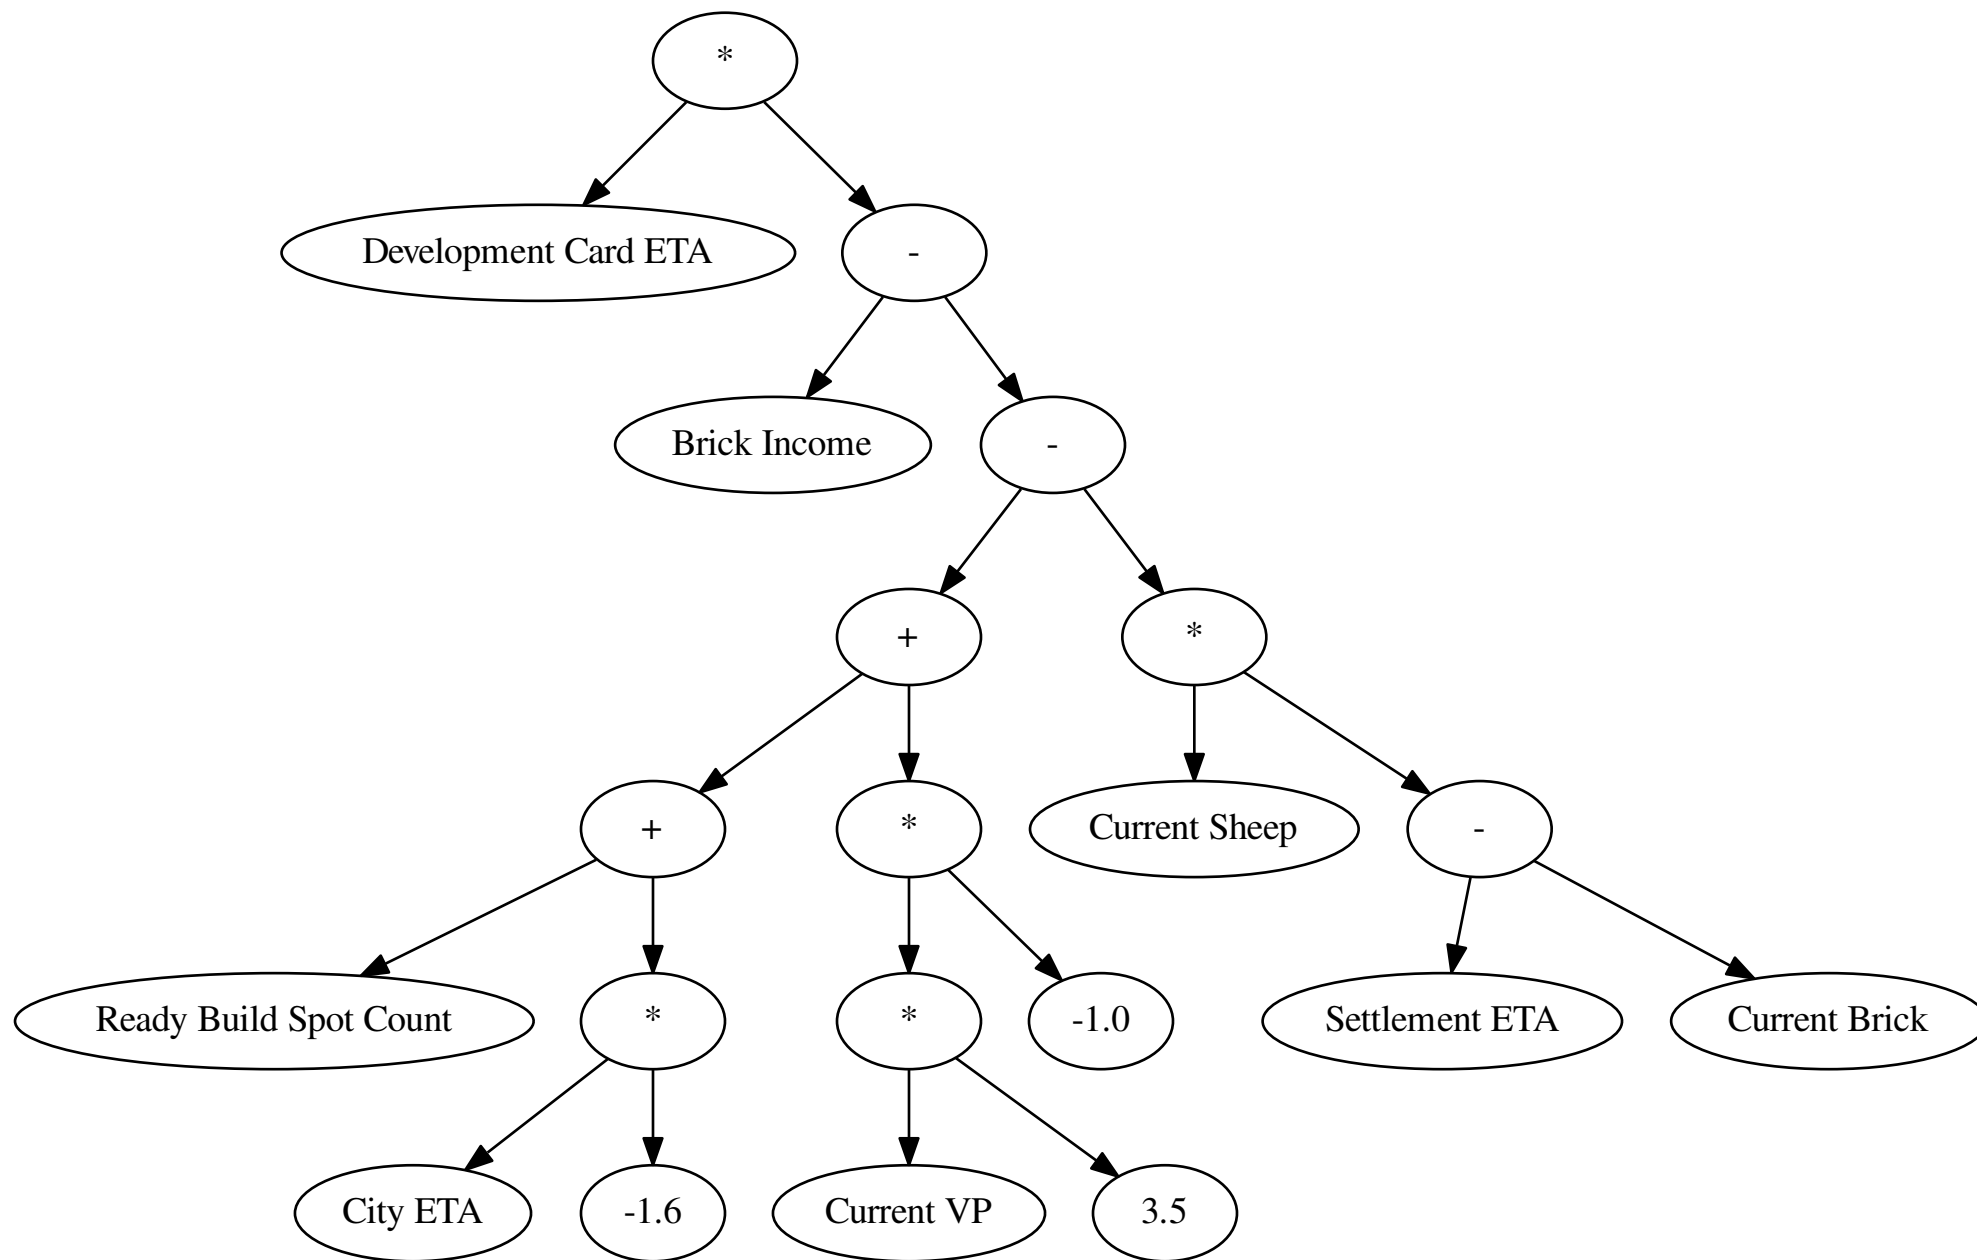 *
Development Card ETA
-
Brick Income
-
+
*
+
*
Current Sheep
-
Ready Build Spot Count
*
*
-1.0
Settlement ETA
Current Brick
City ETA
-1.6
Current VP
3.5